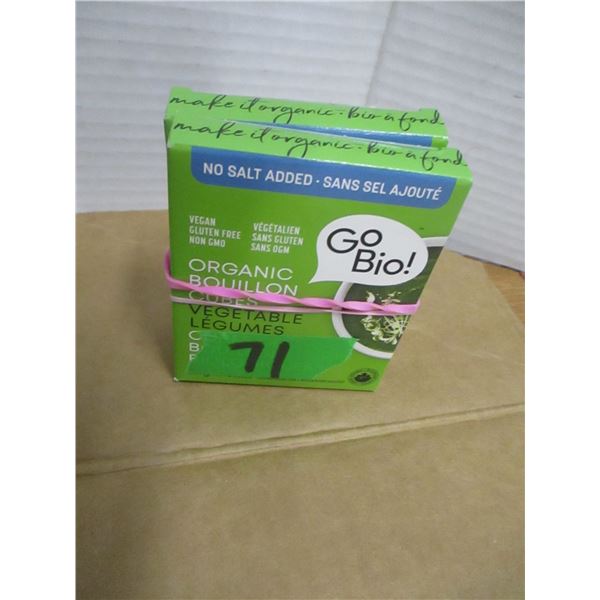 make it organic · bio à fond
make it organic · bio à fond
NO SALT ADDED · SANS SEL AJOUTÉ
VEGAN
GLUTEN FREE
NON GMO
VÉGÉTALIEN
SANS GLUTEN
SANS OGM
Go
Bio!
ORGANIC
BOUILLON
CUBES
VEGETABLE
LÉGUMES
71